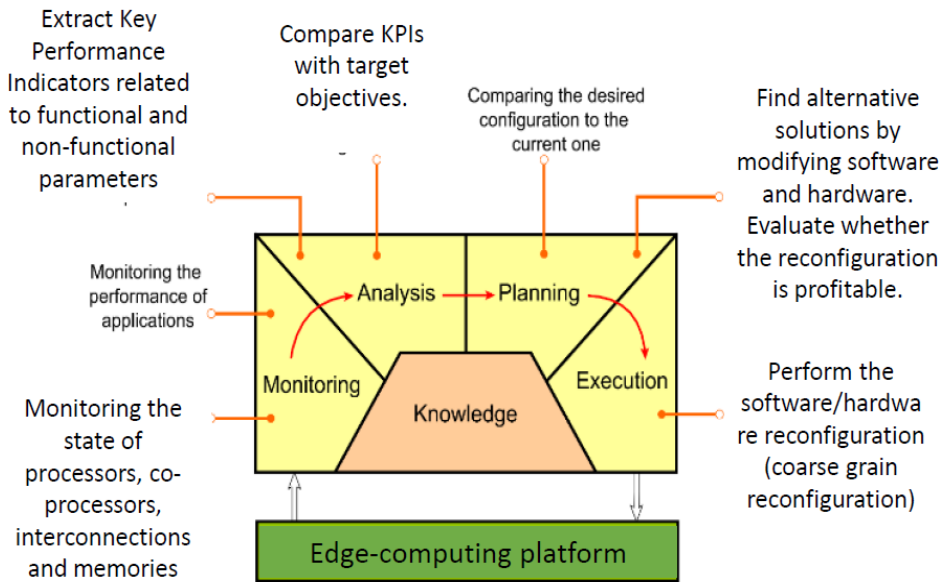 Extract Key
Performance
Indicators related
to functional and
non-functional
parameters
Compare KPIs
with target
objectives.
Comparing the desired
configuration to the
current one
Find alternative
solutions by
modifying software
and hardware.
Evaluate whether
the reconfiguration
is profitable.
Monitoring the
performance of
applications
Analysis
Planning
Monitoring
Execution
Knowledge
Monitoring the
state of
processors, co-
processors,
interconnections
and memories
Perform the
software/hardwa
re reconfiguration
(coarse grain
reconfiguration)
Edge-computing platform